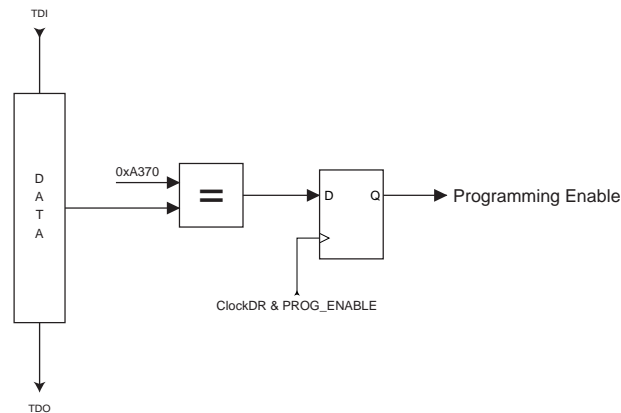 TDI
D
A
T
A
0xA370
=
D
Q
Programming Enable
ClockDR & PROG_ENABLE
TDO